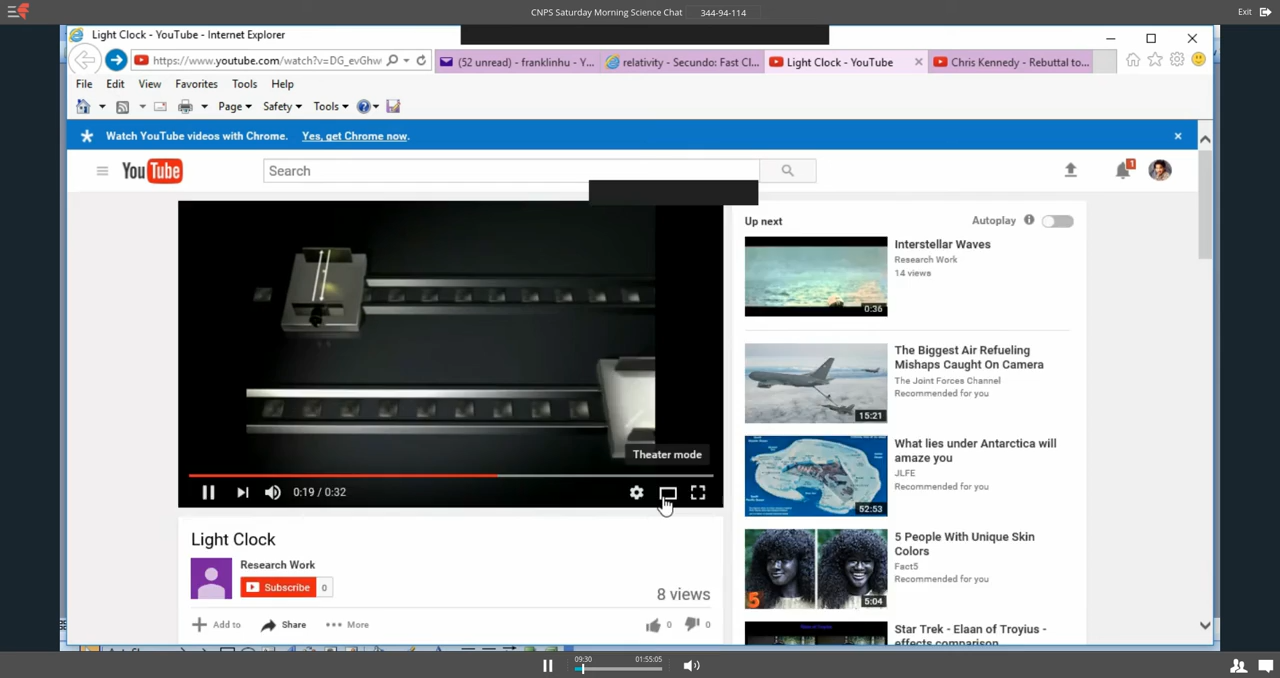 CNPS Saturday Morning Science Chat 344-94-114 Exit
Light Clock - YouTube - Internet Explorer
https://www.youtube.com/watch?v=DG_evGhw
(52 unread) - franklinhu - Y...
relativity - Secundo: Fast Cl...
Light Clock - YouTube
Chris Kennedy - Rebuttal to...
File Edit View Favorites Tools Help
Page Safety Tools
Watch YouTube videos with Chrome. Yes, get Chrome now.
YouTube
Search
1
Up next
Autoplay
Interstellar Waves
Research Work
14 views
0:36
The Biggest Air Refueling
Mishaps Caught On Camera
The Joint Forces Channel
Recommended for you
15:21
What lies under Antarctica will
amaze you
JLFE
Recommended for you
52:53
5 People With Unique Skin
Colors
Fact5
Recommended for you
5
5:04
Star Trek - Elaan of Troyius -
effects comparison
Theater mode
0:19 / 0:32
Light Clock
Research Work
Subscribe 0
8 views
Add to Share More 0 0
09:30 01:55:05